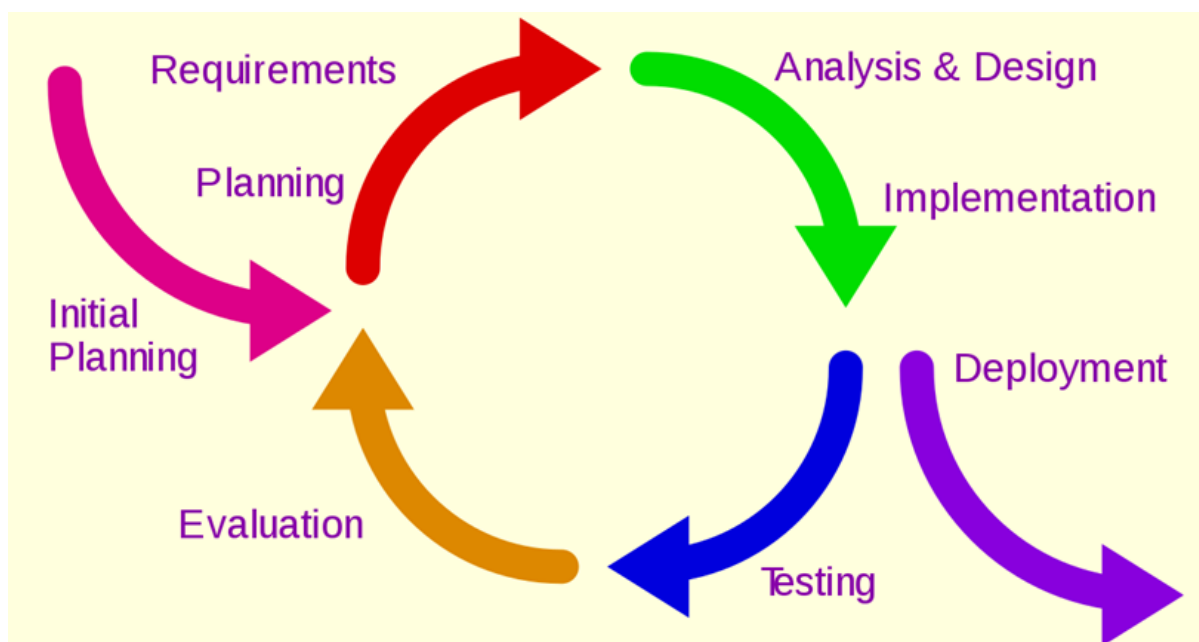 Requirements
Analysis & Design
Planning
Implementation
Initial
Planning
Deployment
Evaluation
Testing